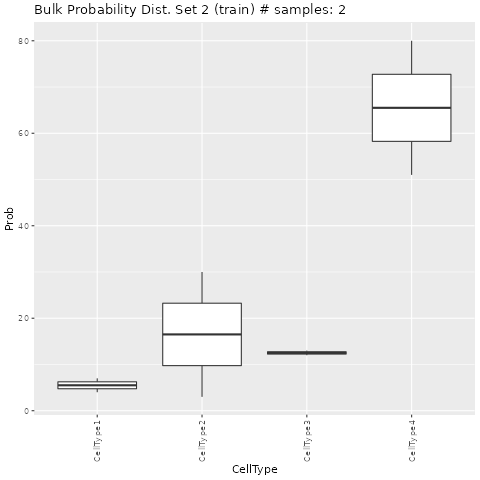 Bulk Probability Dist. Set 2 (train) # samples: 2
80
60
40
20
0
Prob
CellType1
CellType2
CellType3
CellType4
CellType